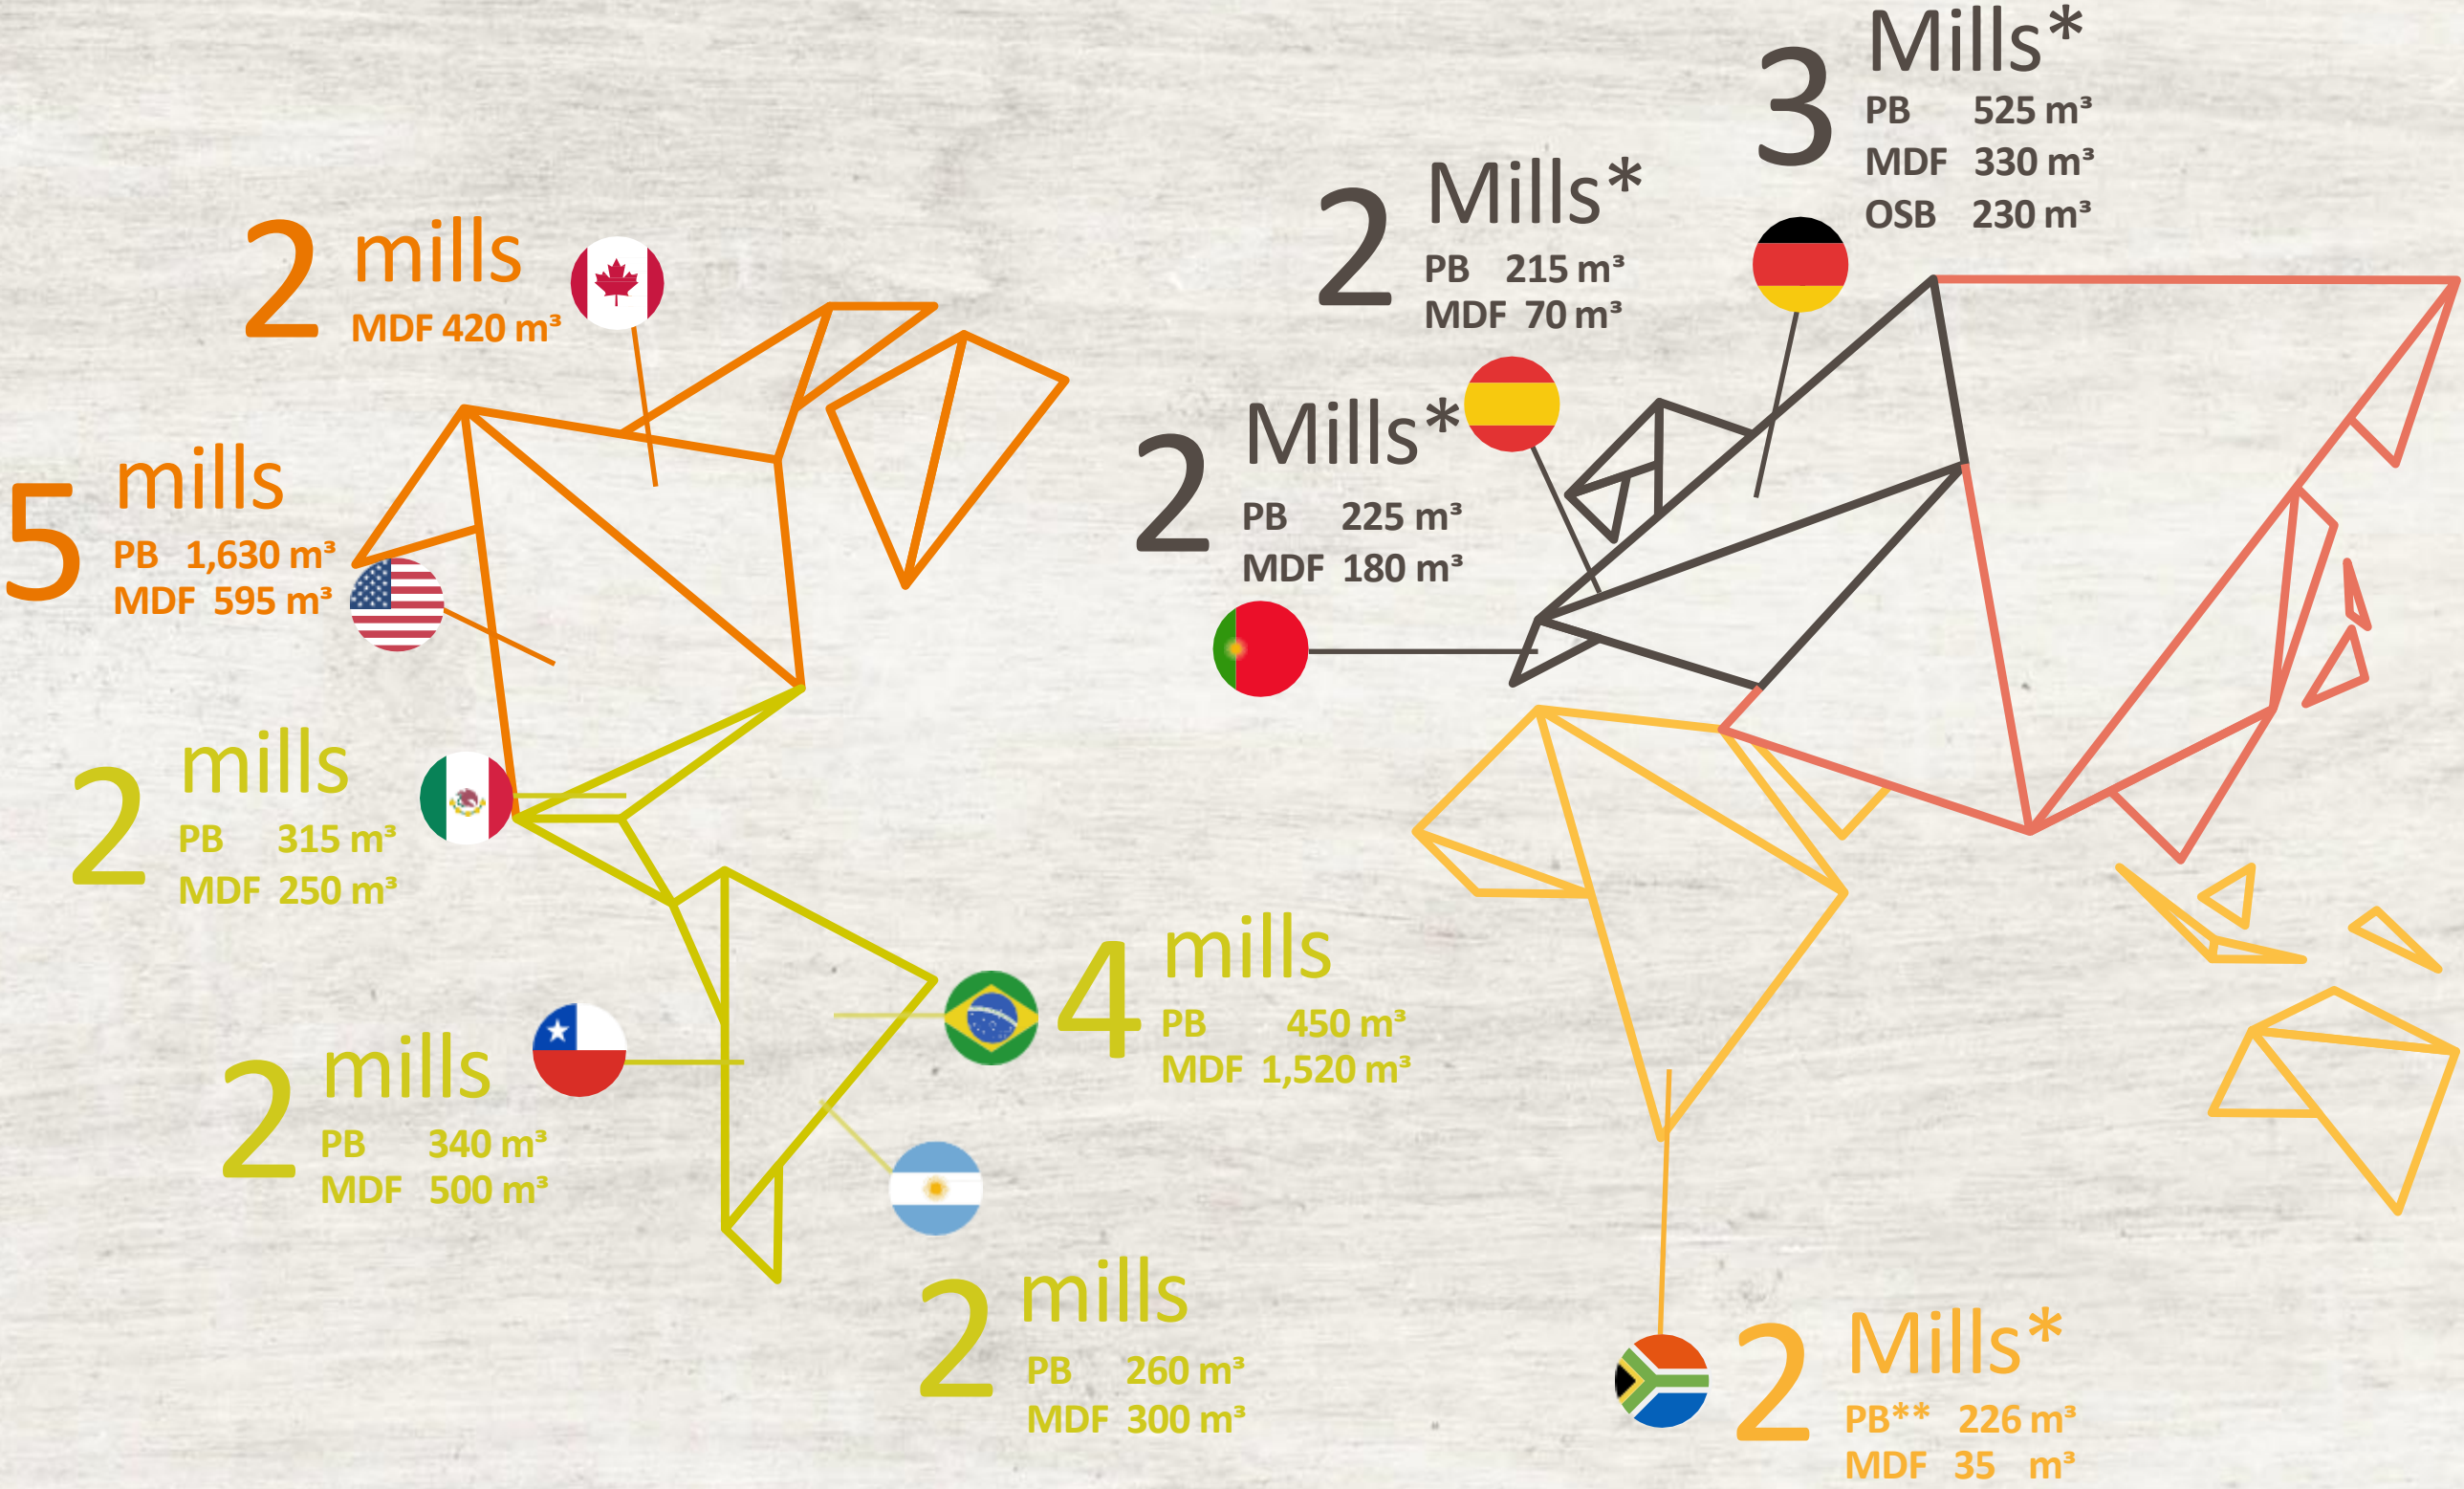 2 mills
MDF 420 m³
5 mills
PB 1,630 m³
MDF 595 m³
2 mills
PB 315 m³
MDF 250 m³
2 mills
PB 340 m³
MDF 500 m³
4 mills
PB 450 m³
MDF 1,520 m³
2 mills
PB 260 m³
MDF 300 m³
2 Mills*
PB 225 m³
MDF 180 m³
2 Mills*
PB 215 m³
MDF 70 m³
3 Mills*
PB 525 m³
MDF 330 m³
OSB 230 m³
2 Mills*
PB** 226 m³
MDF 35 m³